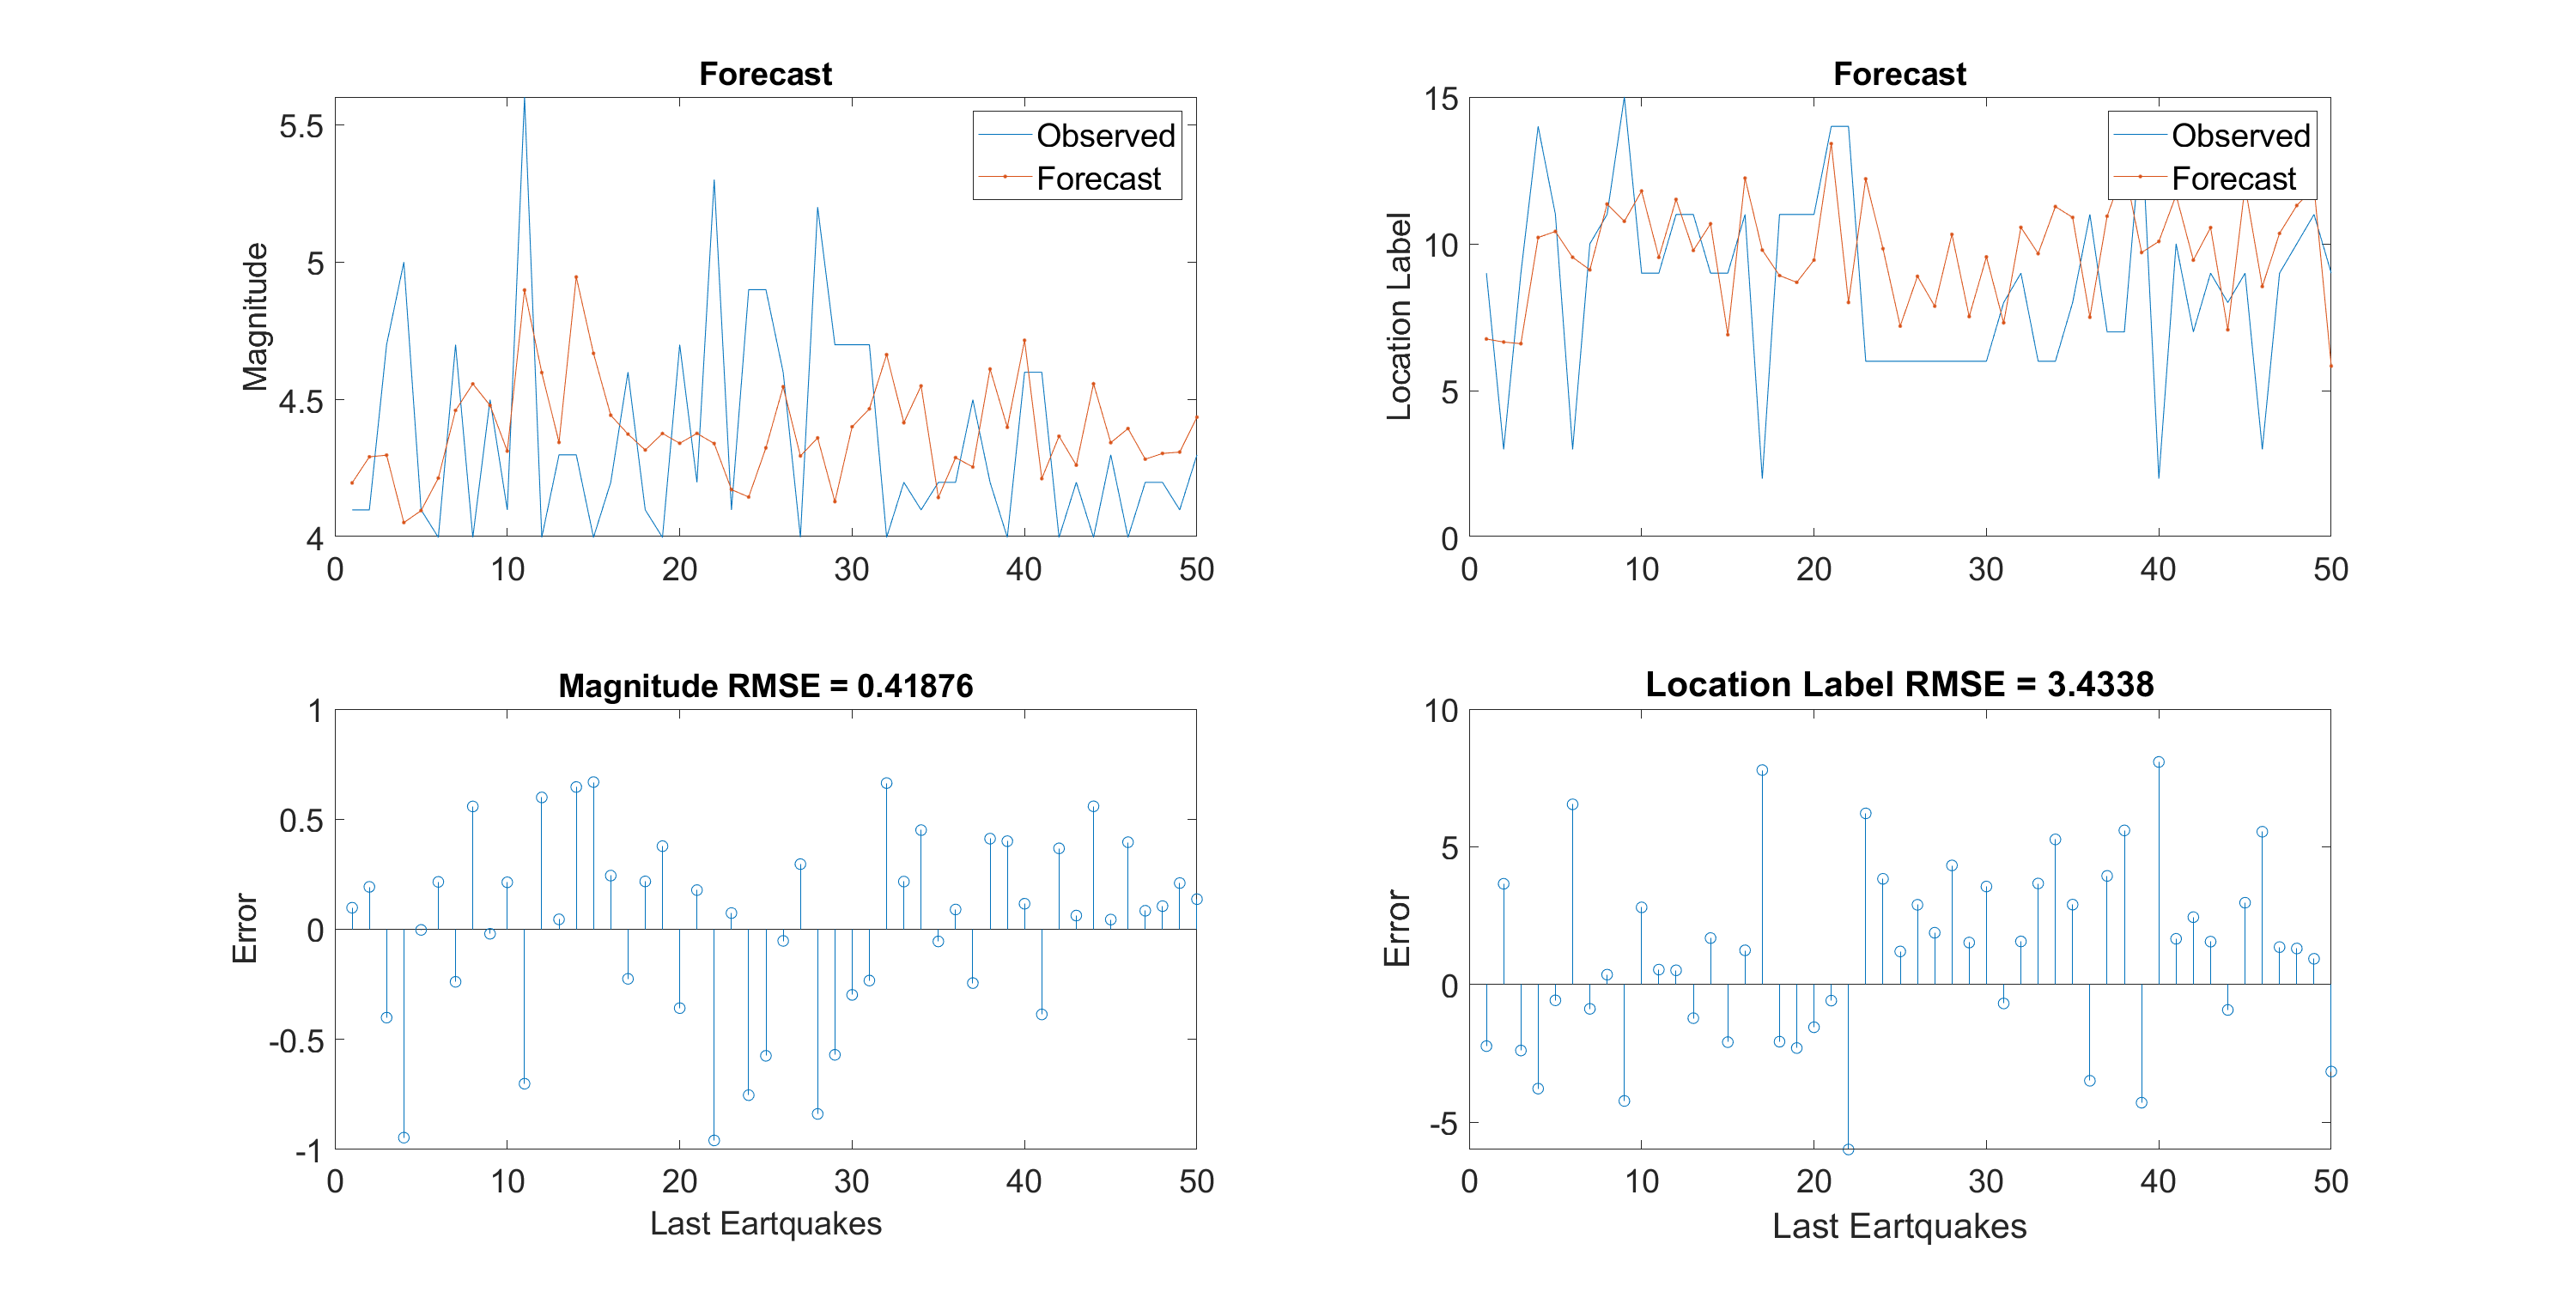 Forecast
5.5
5
4.5
4
Magnitude
Observed
Forecast
0 10 20 30 40 50
Forecast
15
10
5
0
Location Label
Observed
Forecast
0 10 20 30 40 50
Magnitude RMSE = 0.41876
1
0.5
0
-0.5
-1
Error
0 10 20 30 40 50
Last Eartquakes
Location Label RMSE = 3.4338
10
5
0
-5
Error
0 10 20 30 40 50
Last Eartquakes